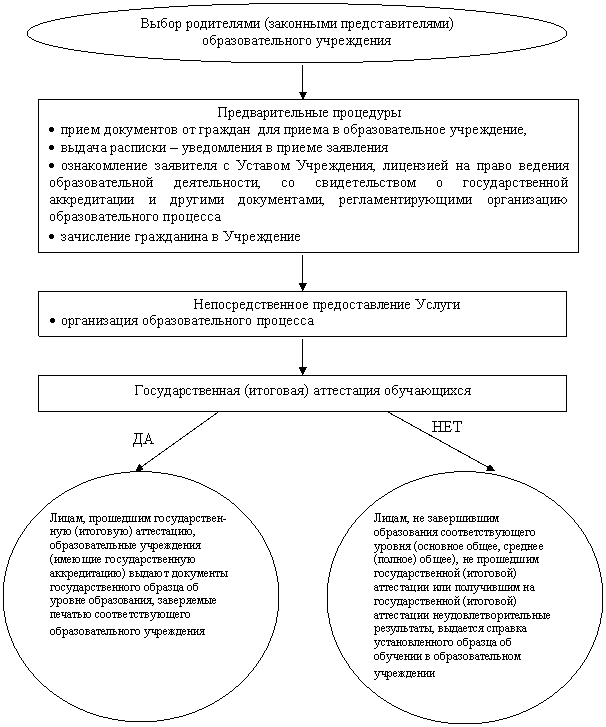 Выбор родителями (законными представителями)
образовательного учреждения
Предварительные процедуры
• прием документов от граждан для приема в образовательное учреждение,
• выдача расписки – уведомления в приеме заявления
• ознакомление заявителя с Уставом Учреждения, лицензией на право ведения
образовательной деятельности, со свидетельством о государственной
аккредитации и другими документами, регламентирующими организацию
образовательного процесса
• зачисление гражданина в Учреждение
Непосредственное предоставление Услуги
• организация образовательного процесса
Государственная (итоговая) аттестация обучающихся
ДА
НЕТ
Лицам, прошедшим государствен-
ную (итоговую) аттестацию,
образовательные учреждения
(имеющие государственную
аккредитацию) выдают документы
государственного образца об
уровне образования, заверяемые
печатью соответствующего
образовательного учреждения
Лицам, не завершившим
образования соответствующего
уровня (основное общее, среднее
(полное) общее), не прошедшим
государственной (итоговой)
аттестации или получившим на
государственной (итоговой)
аттестации неудовлетворительные
результаты, выдается справка
установленного образца об
обучении в образовательном
учреждении